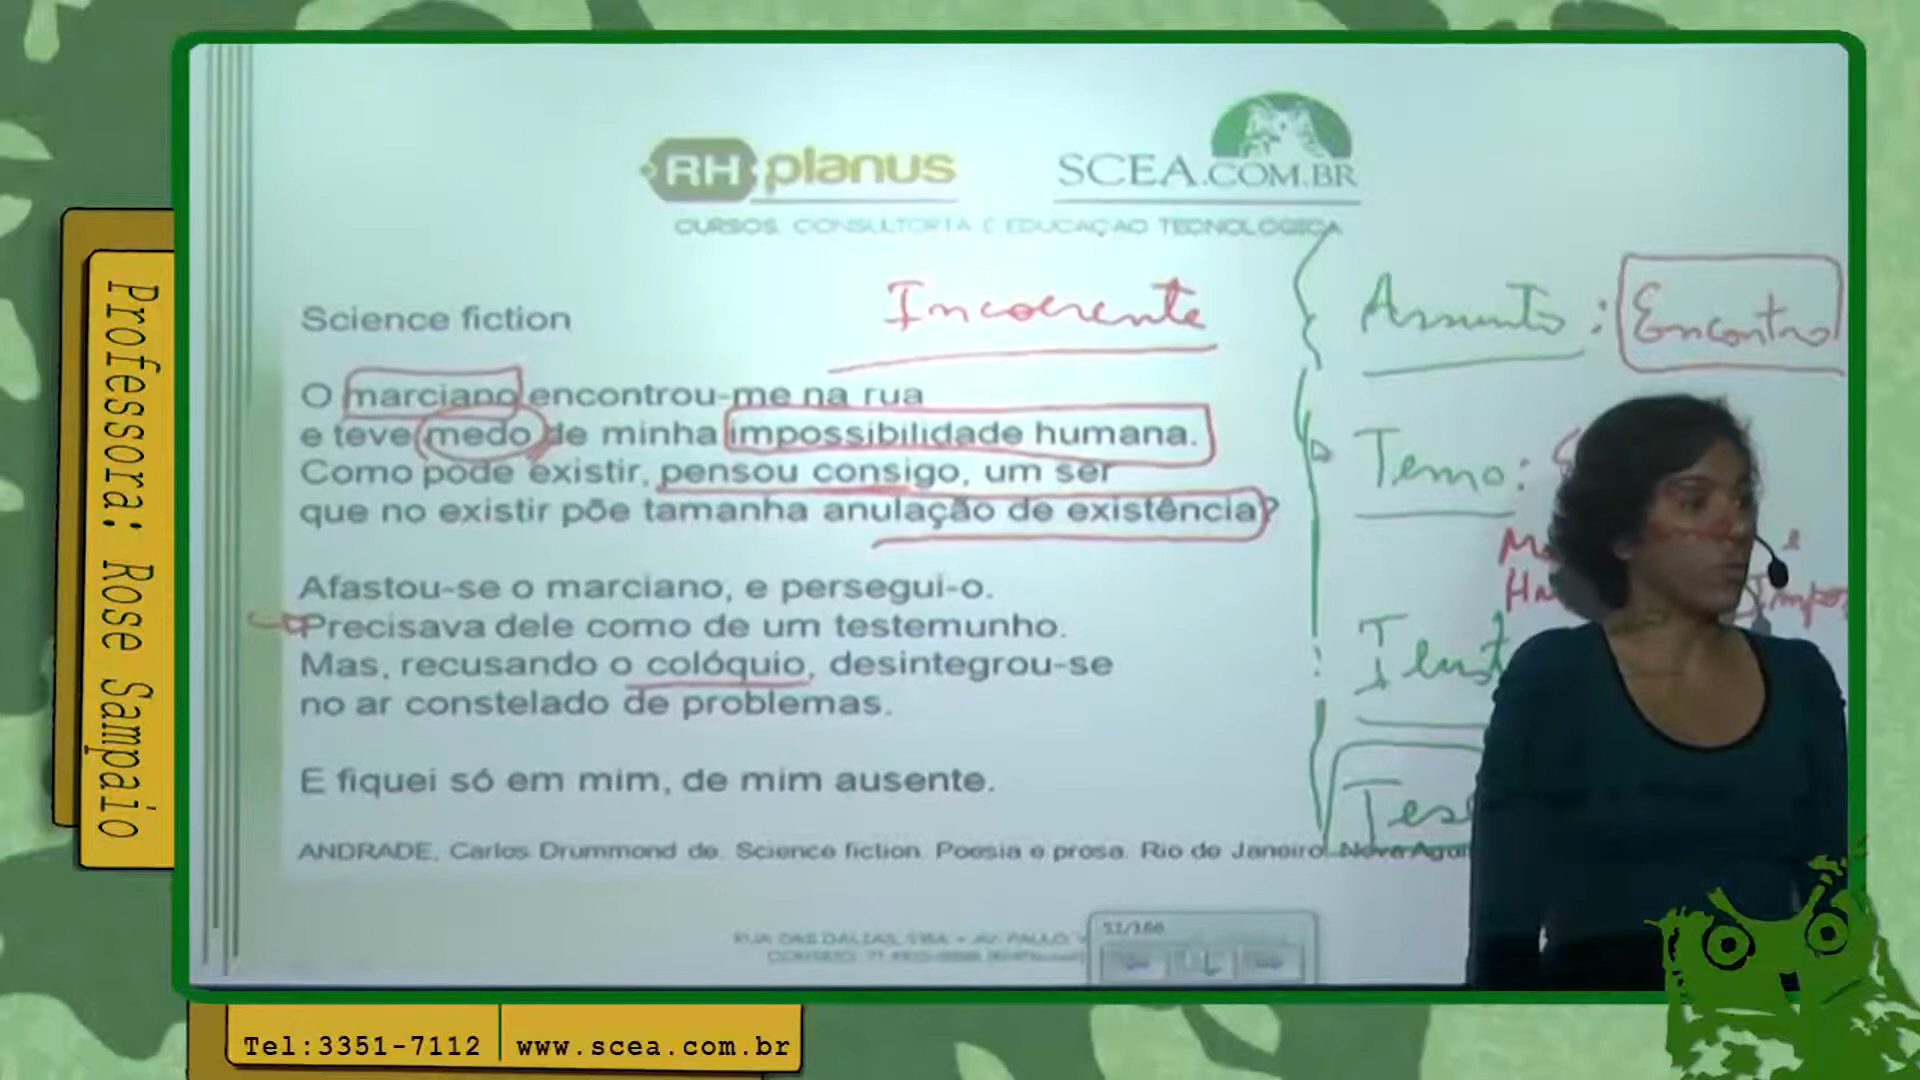 RH planus
SCEA.COM.BR
CURSOS, CONSULTORIA E EDUCAÇÃO TECNOLÓGICA
Incoerente
Assunto : Encontro
Science fiction
O marciano encontrou-me na rua
e teve medo de minha impossibilidade humana.
Como pode existir, pensou consigo, um ser
que no existir põe tamanha anulação de existência?
Tema:
Afastou-se o marciano, e persegui-o.
Precisava dele como de um testemunho.
Mas, recusando o colóquio, desintegrou-se
no ar constelado de problemas.
E fiquei só em mim, de mim ausente.
ANDRADE, Carlos Drummond de. Science fiction. Poesia e prosa. Rio de Janeiro: Nova Agui
51/166
Professora: Rose Sampaio
Tel:3351-7112
www.scea.com.br